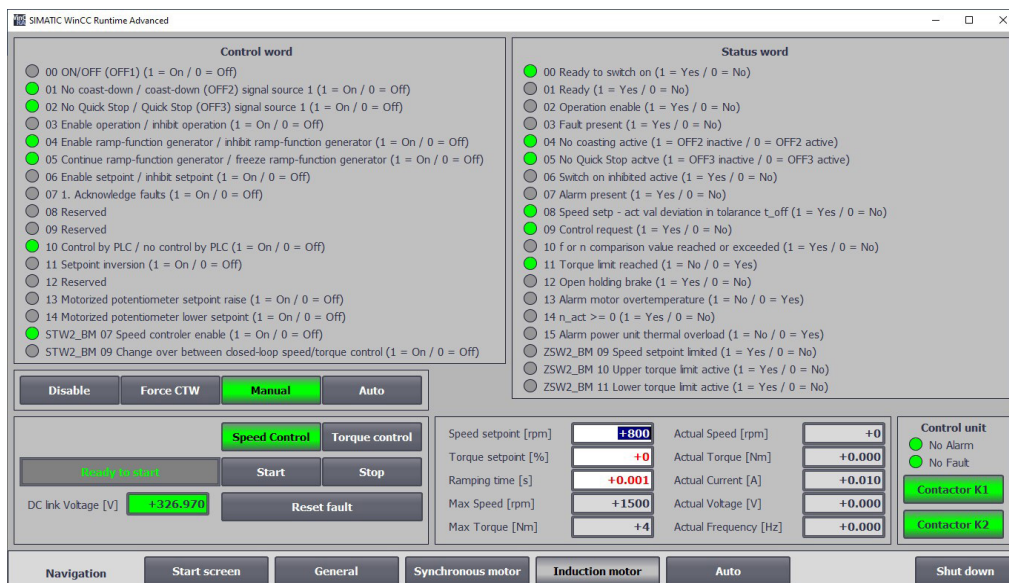 SIMATIC WinCC Runtime Advanced
Control word
00 ON/OFF (OFF1) (1 = On / 0 = Off)
01 No coast-down / coast-down (OFF2) signal source 1 (1 = On / 0 = Off)
02 No Quick Stop / Quick Stop (OFF3) signal source 1 (1 = On / 0 = Off)
03 Enable operation / inhibit operation (1 = On / 0 = Off)
04 Enable ramp-function generator / inhibit ramp-function generator (1 = On / 0 = Off)
05 Continue ramp-function generator / freeze ramp-function generator (1 = On / 0 = Off)
06 Enable setpoint / inhibit setpoint (1 = On / 0 = Off)
07 1. Acknowledge faults (1 = On / 0 = Off)
08 Reserved
09 Reserved
10 Control by PLC / no control by PLC (1 = On / 0 = Off)
11 Setpoint inversion (1 = On / 0 = Off)
12 Reserved
13 Motorized potentiometer setpoint raise (1 = On / 0 = Off)
14 Motorized potentiometer lower setpoint (1 = On / 0 = Off)
STW2_BM 07 Speed controler enable (1 = On / 0 = Off)
STW2_BM 09 Change over between closed-loop speed/torque control (1 = On / 0 = Off)
Status word
00 Ready to switch on (1 = Yes / 0 = No)
01 Ready (1 = Yes / 0 = No)
02 Operation enable (1 = Yes / 0 = No)
03 Fault present (1 = Yes / 0 = No)
04 No coasting active (1 = OFF2 inactive / 0 = OFF2 active)
05 No Quick Stop active (1 = OFF3 inactive / 0 = OFF3 active)
06 Switch on inhibited active (1 = Yes / 0 = No)
07 Alarm present (1 = Yes / 0 = No)
08 Speed setp - act val deviation in tolarance t_off (1 = Yes / 0 = No)
09 Control request (1 = Yes / 0 = No)
10 f or n comparison value reached or exceeded (1 = Yes / 0 = No)
11 Torque limit reached (1 = No / 0 = Yes)
12 Open holding brake (1 = Yes / 0 = No)
13 Alarm motor overtemperature (1 = No / 0 = Yes)
14 n_act >= 0 (1 = Yes / 0 = No)
15 Alarm power unit thermal overload (1 = No / 0 = Yes)
ZSW2_BM 09 Speed setpoint limited (1 = Yes / 0 = No)
ZSW2_BM 10 Upper torque limit active (1 = Yes / 0 = No)
ZSW2_BM 11 Lower torque limit active (1 = Yes / 0 = No)
Disable Force CTW Manual Auto
Speed Control Torque control
Ready to start Start Stop
DC link Voltage [V] +326.970 Reset fault
Speed setpoint [rpm] +800 Actual Speed [rpm] +0
Torque setpoint [%] +0 Actual Torque [Nm] +0.000
Ramping time [s] +0.001 Actual Current [A] +0.010
Max Speed [rpm] +1500 Actual Voltage [V] +0.000
Max Torque [Nm] +4 Actual Frequency [Hz] +0.000
Control unit
No Alarm
No Fault
Contactor K1
Contactor K2
Navigation Start screen General Synchronous motor Induction motor Auto Shut down